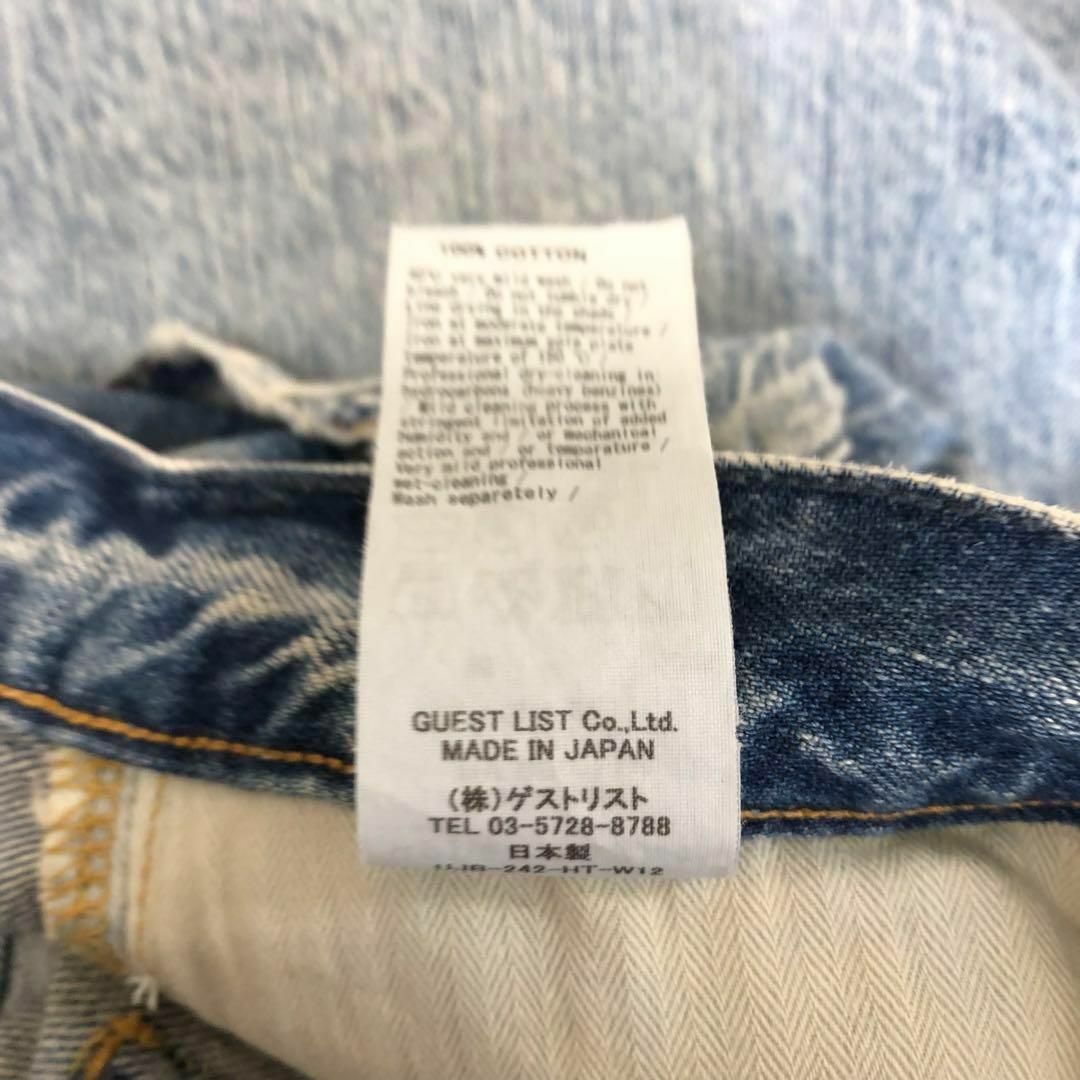 100% COTTON
40°C very mild wash / Do not
bleach / Do not tumble dry /
Line drying in the shade /
Iron at moderate temperature /
Iron at maximum sole plate
temperature of 150 °C /
Professional dry-cleaning in
hydrocarbons (heavy benzines)
/ Mild cleaning process with
stringent limitation of added
humidity and / or mechanical
action and / or temperature /
Very mild professional
wet-cleaning /
Wash separately /
GUEST LIST Co.,Ltd.
MADE IN JAPAN
(株)ゲストリスト
TEL 03-5728-8788
日本製
242-HT-W12